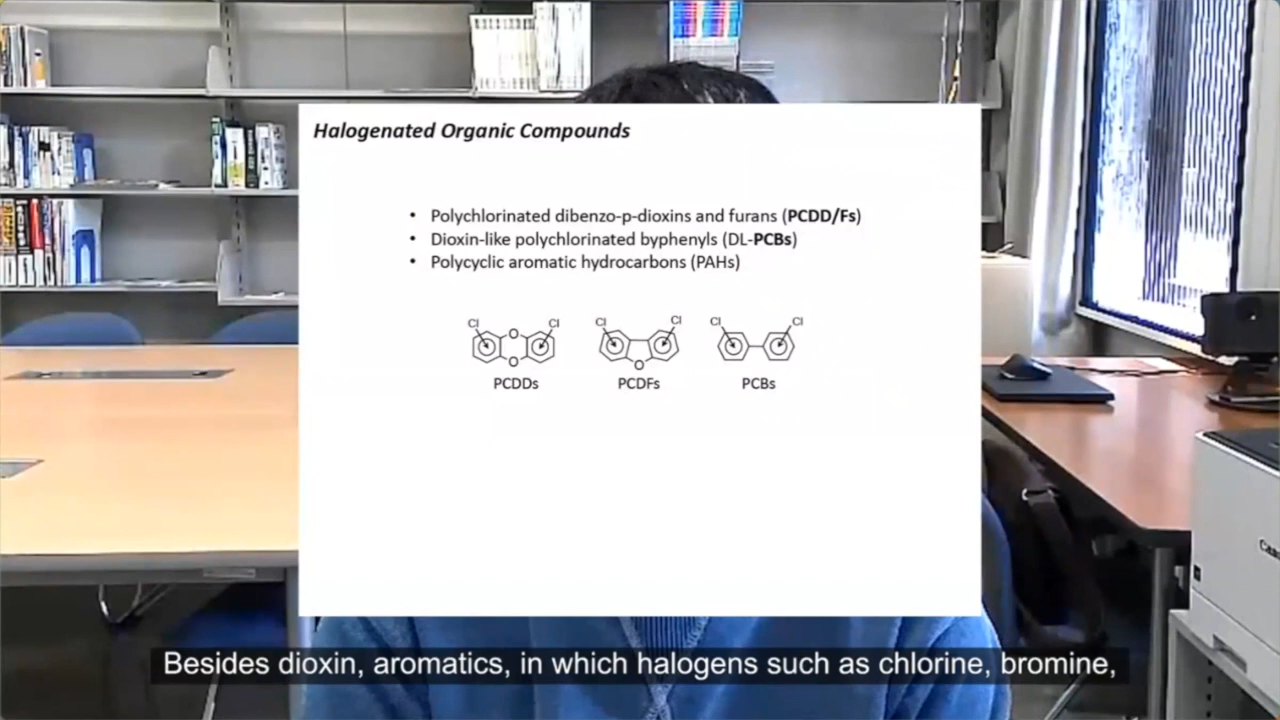 Halogenated Organic Compounds
• Polychlorinated dibenzo-p-dioxins and furans (PCDD/Fs)
• Dioxin-like polychlorinated byphenyls (DL-PCBs)
• Polycyclic aromatic hydrocarbons (PAHs)
Cl Cl Cl Cl Cl Cl
O
O O
PCDDs PCDFs PCBs
Besides dioxin, aromatics, in which halogens such as chlorine, bromine,